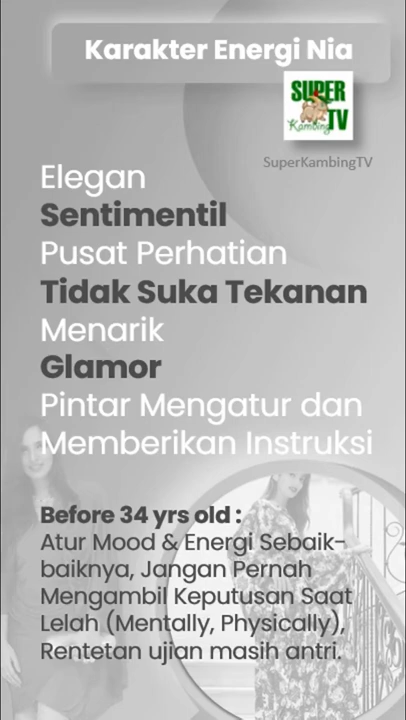 Karakter Energi Nia
SUPER
Kambing TV
SuperKambingTV
Elegan
Sentimentil
Pusat Perhatian
Tidak Suka Tekanan
Menarik
Glamor
Pintar Mengatur dan
Memberikan Instruksi
Before 34 yrs old :
Atur Mood & Energi Sebaik-
baiknya, Jangan Pernah
Mengambil Keputusan Saat
Lelah (Mentally, Physically),
Rentetan ujian masih antri.